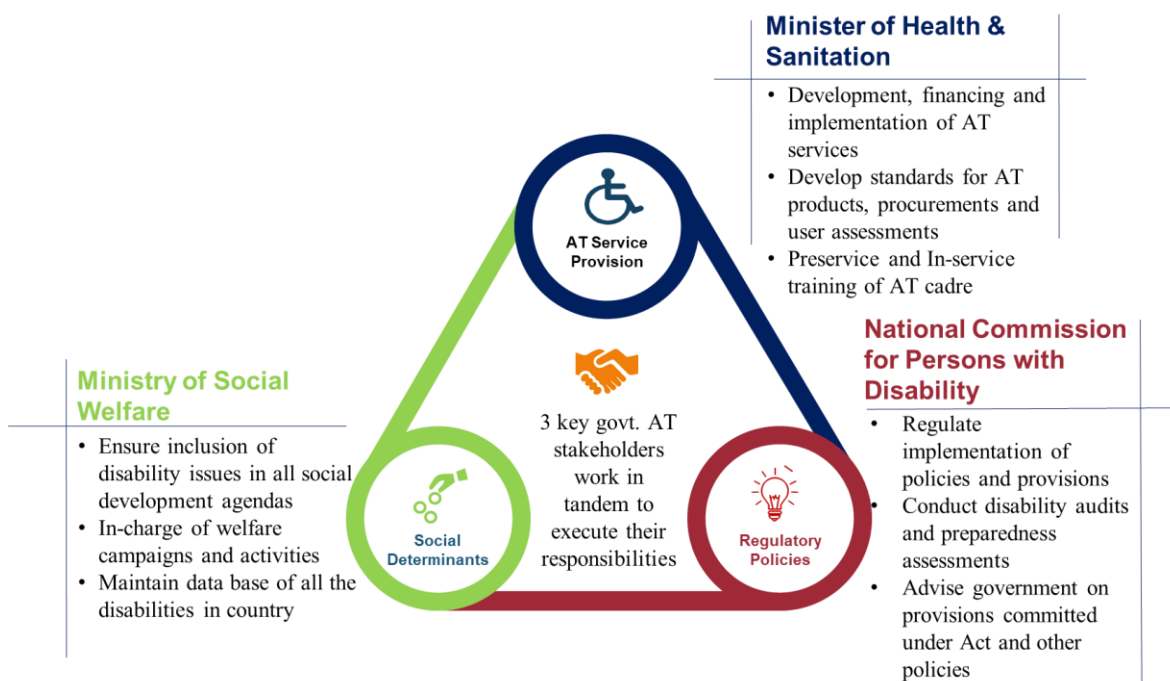 Minister of Health &
Sanitation
• Development, financing and
implementation of AT
services
• Develop standards for AT
products, procurements and
user assessments
• Preservice and In-service
training of AT cadre
AT Service
Provision
National Commission
for Persons with
Disability
• Regulate
implementation of
policies and provisions
• Conduct disability audits
and preparedness
assessments
• Advise government on
provisions committed
under Act and other
policies
Ministry of Social
Welfare
• Ensure inclusion of
disability issues in all social
development agendas
• In-charge of welfare
campaigns and activities
• Maintain data base of all the
disabilities in country
3 key govt. AT
stakeholders
work in
tandem to
execute their
responsibilities
Social
Determinants
Regulatory
Policies